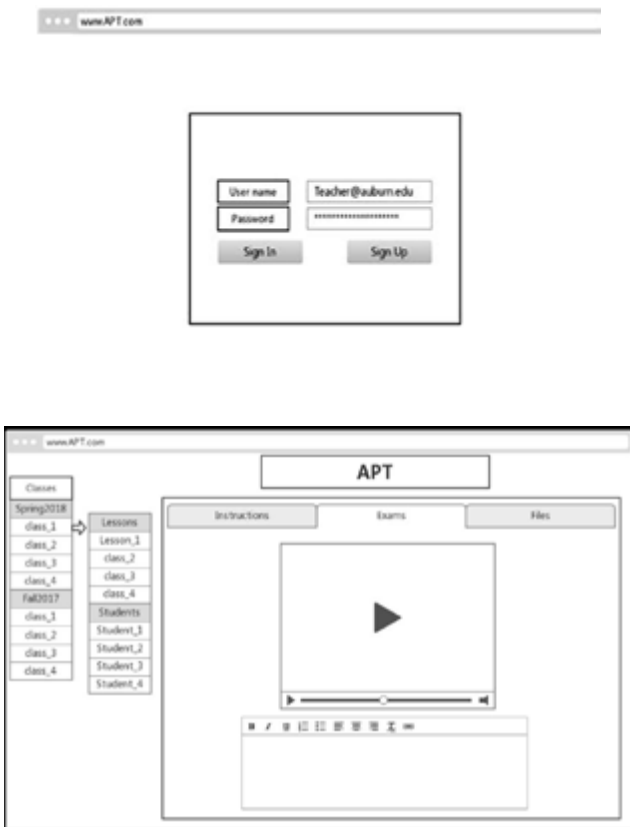 www.APT.com
User name
Teacher@auburn.edu
Password
********************
Sign In
Sign Up
www.APT.com
APT
Classes
Spring2018
class_1
class_2
class_3
class_4
Fall2017
class_1
class_2
class_3
class_4
Lessons
Lesson_1
class_2
class_3
class_4
Students
Student_1
Student_2
Student_3
Student_4
Instructions
Exams
Files
B I U